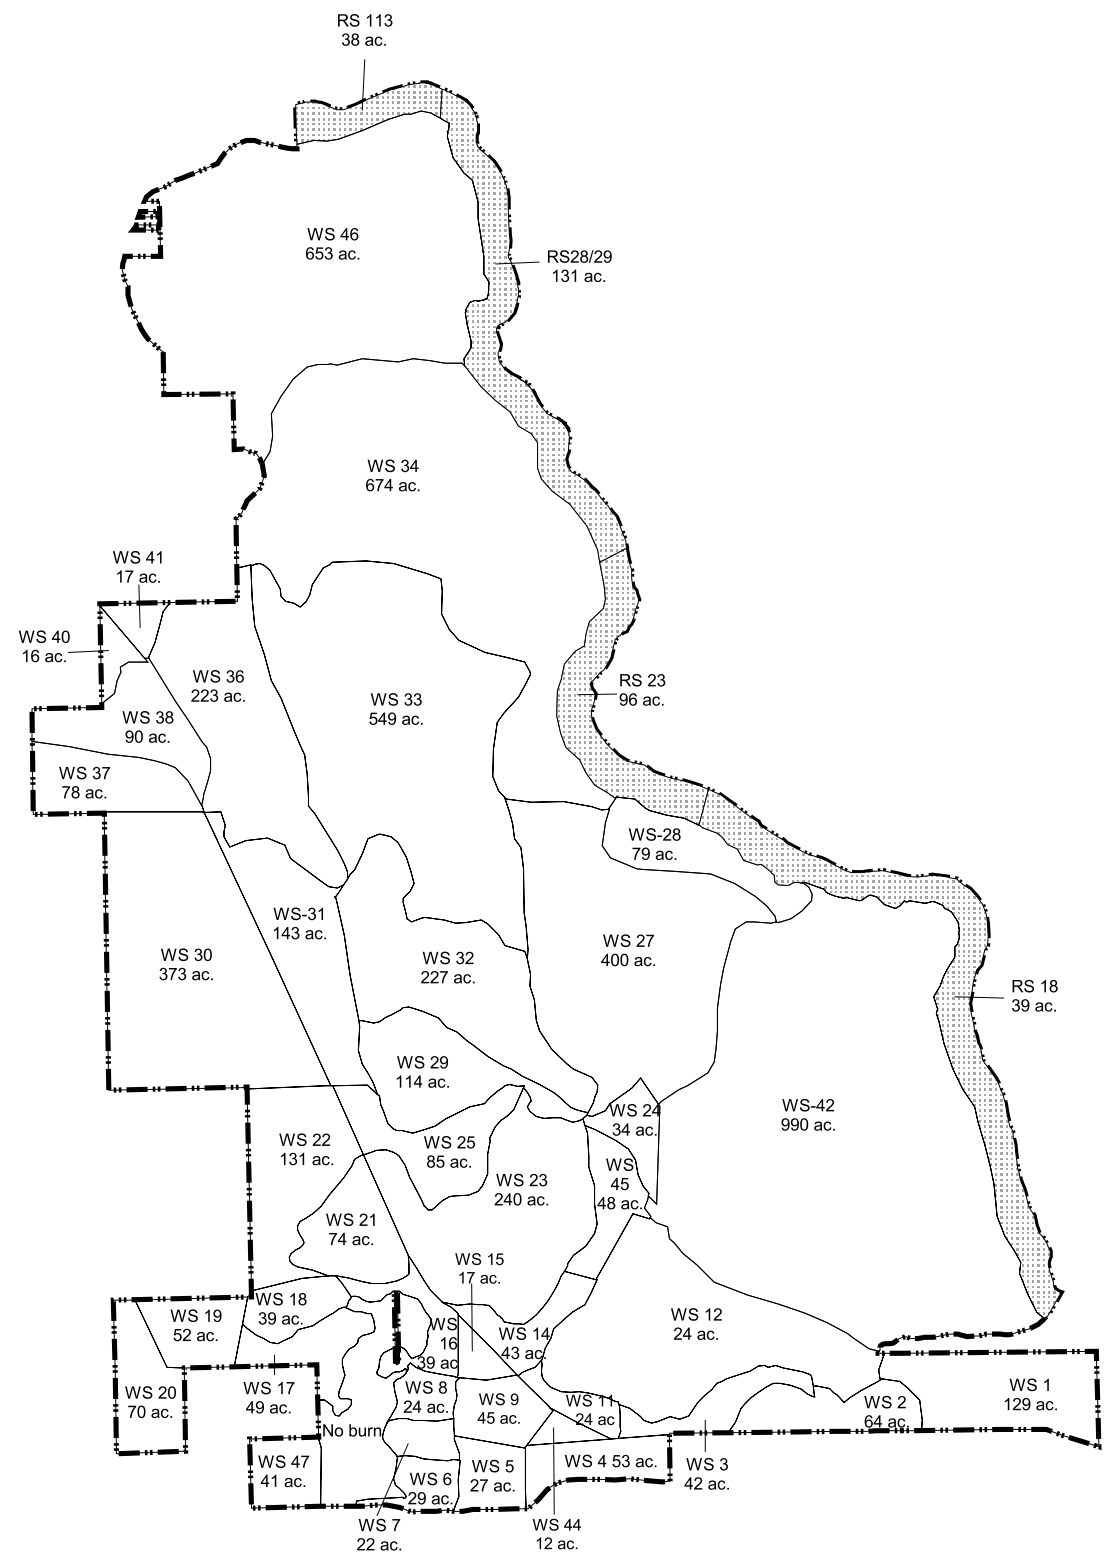 RS 113
38 ac.
WS 46
653 ac.
RS28/29
131 ac.
WS 34
674 ac.
WS 41
17 ac.
WS 40
16 ac.
WS 36
223 ac.
RS 23
96 ac.
WS 33
549 ac.
WS 38
90 ac.
WS 37
78 ac.
WS-28
79 ac.
WS-31
143 ac.
WS 27
400 ac.
WS 30
373 ac.
WS 32
227 ac.
RS 18
39 ac.
WS 29
114 ac.
WS 24
34 ac.
WS-42
990 ac.
WS 22
131 ac.
WS 25
85 ac.
WS
45
48 ac.
WS 23
240 ac.
WS 21
74 ac.
WS 15
17 ac.
WS 18
39 ac.
WS 19
52 ac.
WS
16
39 ac
WS 14
43 ac.
WS 12
24 ac.
WS 20
70 ac.
WS 17
49 ac.
WS 8
24 ac.
WS 9
45 ac.
WS 11
24 ac
WS 2
64 ac.
WS 1
129 ac.
No burn
WS 47
41 ac.
WS 6
29 ac.
WS 5
27 ac.
WS 4 53 ac.
WS 3
42 ac.
WS 7
22 ac.
WS 44
12 ac.